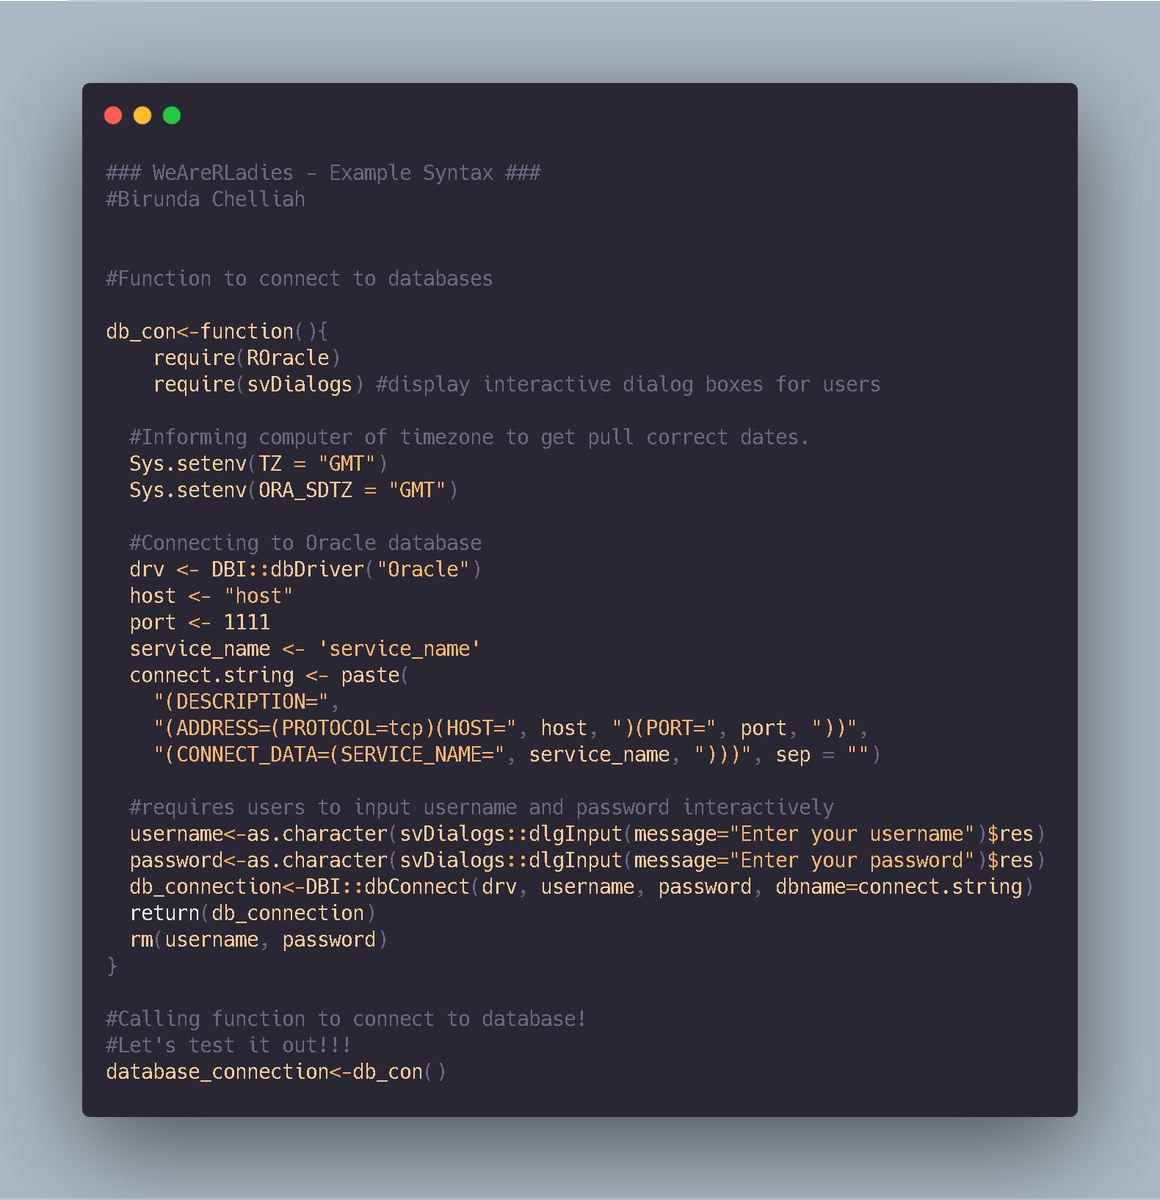 ### WeAreRLadies - Example Syntax ###
#Birunda Chelliah
#Function to connect to databases
db_con<-function(){
    require(ROracle)
    require(svDialogs) #display interactive dialog boxes for users
  #Informing computer of timezone to get pull correct dates.
  Sys.setenv(TZ = "GMT")
  Sys.setenv(ORA_SDTZ = "GMT")
  #Connecting to Oracle database
  drv <- DBI::dbDriver("Oracle")
  host <- "host"
  port <- 1111
  service_name <- 'service_name'
  connect.string <- paste(
    "(DESCRIPTION=",
    "(ADDRESS=(PROTOCOL=tcp)(HOST=", host, ")(PORT=", port, "))",
    "(CONNECT_DATA=(SERVICE_NAME=", service_name, ")))", sep = "")
  #requires users to input username and password interactively
  username<-as.character(svDialogs::dlgInput(message="Enter your username")$res)
  password<-as.character(svDialogs::dlgInput(message="Enter your password")$res)
  db_connection<-DBI::dbConnect(drv, username, password, dbname=connect.string)
  return(db_connection)
  rm(username, password)
}
#Calling function to connect to database!
#Let's test it out!!!
database_connection<-db_con()